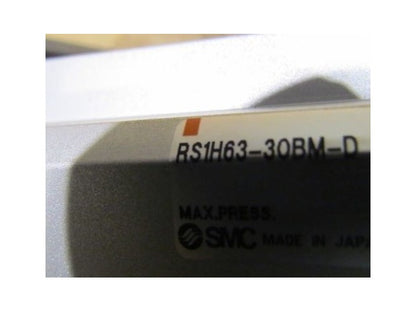 RS1H63-30BM-D
MAX.PRESS.
SMC MADE IN JAPA